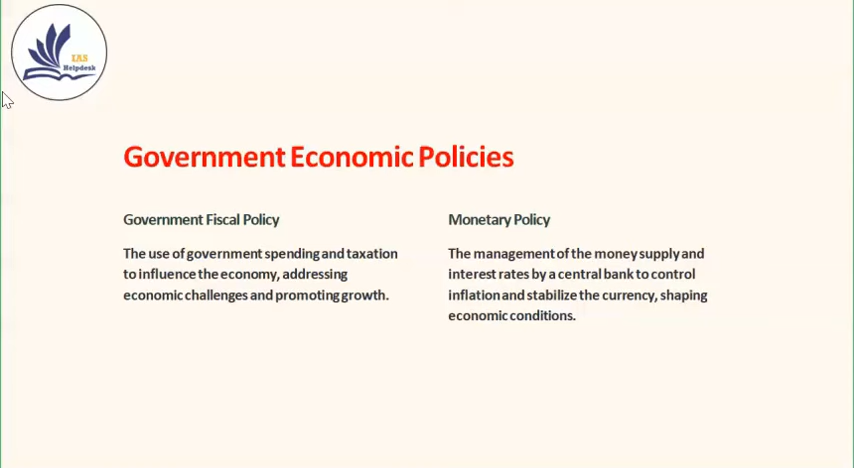 IAS
Helpdesk
Government Economic Policies
Government Fiscal Policy
The use of government spending and taxation
to influence the economy, addressing
economic challenges and promoting growth.
Monetary Policy
The management of the money supply and
interest rates by a central bank to control
inflation and stabilize the currency, shaping
economic conditions.